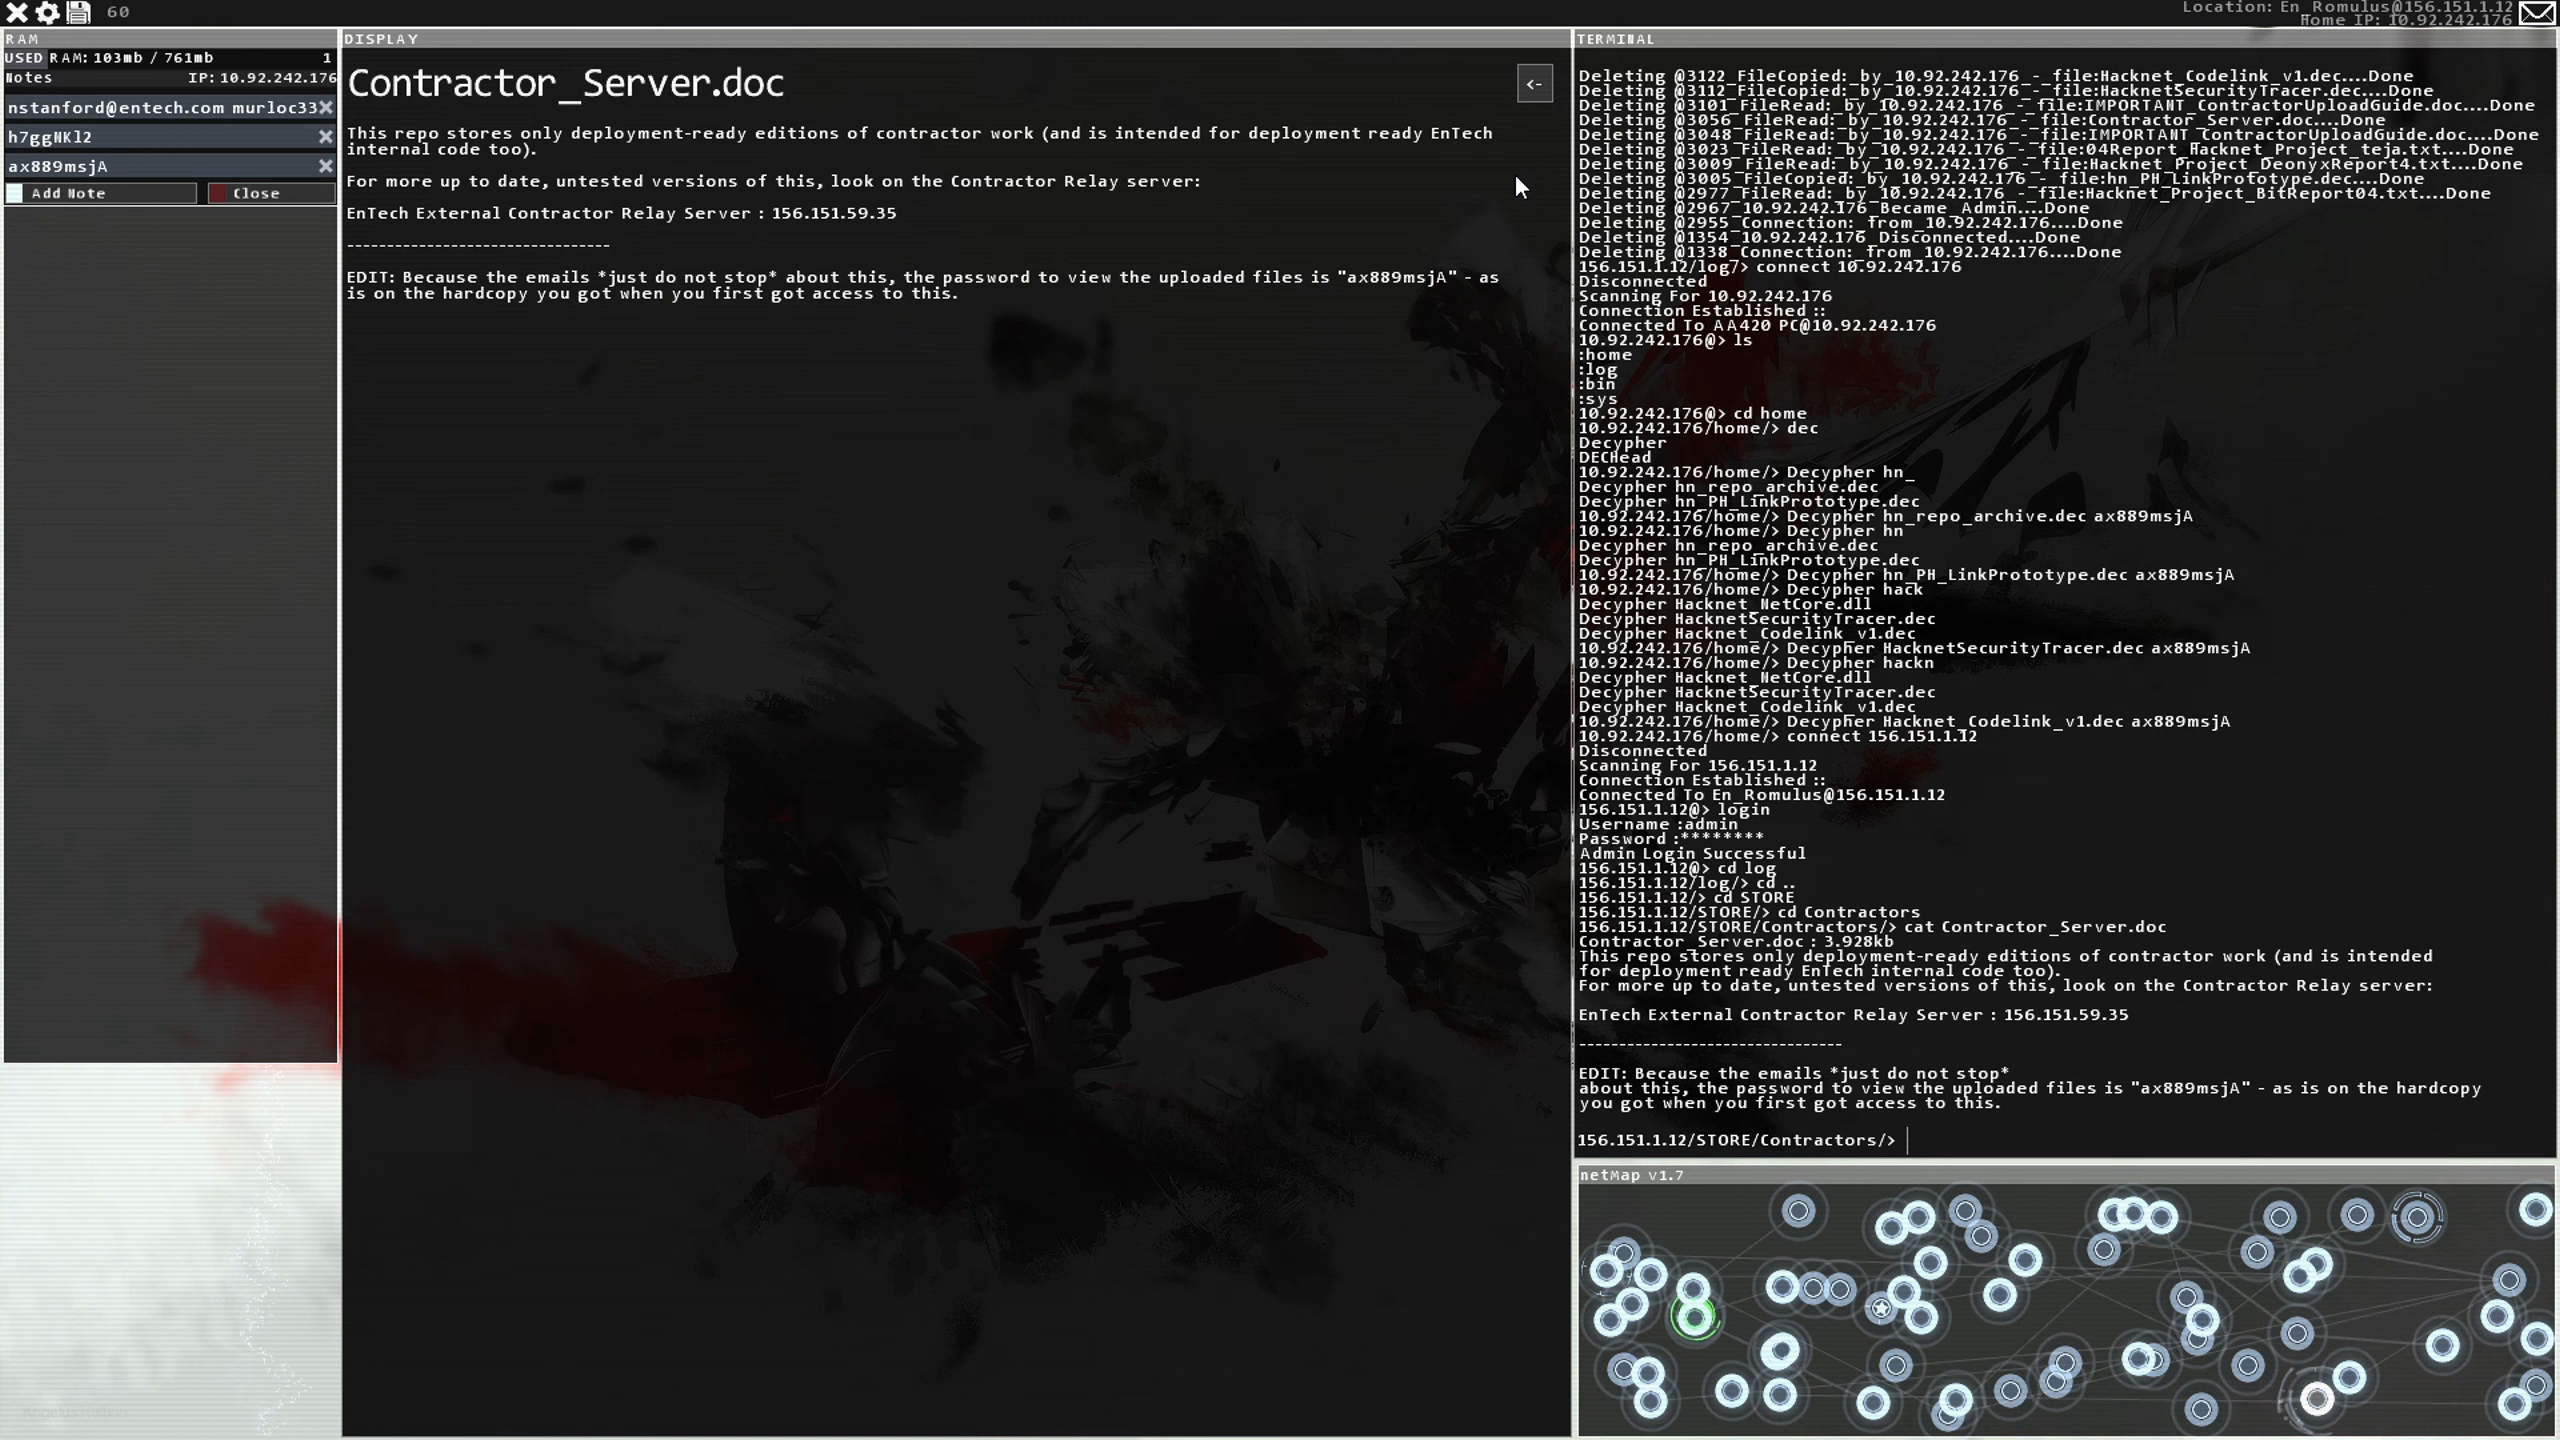 60
Location: En_Romulus@156.151.1.12
Home IP: 10.92.242.176
RAM
USED RAM: 103mb / 761mb 1
Notes IP: 10.92.242.176
nstanford@entech.com murloc33
h7ggNKl2
ax889msjA
Add Note Close
DISPLAY
Contractor_Server.doc
<-
This repo stores only deployment-ready editions of contractor work (and is intended for deployment ready EnTech
internal code too).
For more up to date, untested versions of this, look on the Contractor Relay server:
EnTech External Contractor Relay Server : 156.151.59.35
--------------------------------
EDIT: Because the emails *just do not stop* about this, the password to view the uploaded files is "ax889msjA" - as
is on the hardcopy you got when you first got access to this.
TERMINAL
Deleting @3122_FileCopied:_by_10.92.242.176_-_file:Hacknet_Codelink_v1.dec....Done
Deleting @3112_FileCopied:_by_10.92.242.176_-_file:HacknetSecurityTracer.dec....Done
Deleting @3101_FileRead:_by_10.92.242.176_-_file:IMPORTANT_ContractorUploadGuide.doc....Done
Deleting @3056_FileRead:_by_10.92.242.176_-_file:Contractor_Server.doc....Done
Deleting @3048_FileRead:_by_10.92.242.176_-_file:IMPORTANT_ContractorUploadGuide.doc....Done
Deleting @3023_FileRead:_by_10.92.242.176_-_file:04Report_Hacknet_Project_teja.txt....Done
Deleting @3009_FileRead:_by_10.92.242.176_-_file:Hacknet_Project_DeonyxReport4.txt....Done
Deleting @3005_FileCopied:_by_10.92.242.176_-_file:hn_PH_LinkPrototype.dec....Done
Deleting @2977_FileRead:_by_10.92.242.176_-_file:Hacknet_Project_BitReport04.txt....Done
Deleting @2967_10.92.242.176_Became_Admin....Done
Deleting @2955_Connection:_from_10.92.242.176....Done
Deleting @1354_10.92.242.176_Disconnected....Done
Deleting @1338_Connection:_from_10.92.242.176....Done
156.151.1.12/log/> connect 10.92.242.176
Disconnected
Scanning For 10.92.242.176
Connection Established ::
Connected To AA420 PC@10.92.242.176
10.92.242.176@> ls
:home
:log
:bin
:sys
10.92.242.176@> cd home
10.92.242.176/home/> dec
Decypher
DECHead
10.92.242.176/home/> Decypher hn_
Decypher hn_repo_archive.dec
Decypher hn_PH_LinkPrototype.dec
10.92.242.176/home/> Decypher hn_repo_archive.dec ax889msjA
10.92.242.176/home/> Decypher hn
Decypher hn_repo_archive.dec
Decypher hn_PH_LinkPrototype.dec
10.92.242.176/home/> Decypher hn_PH_LinkPrototype.dec ax889msjA
10.92.242.176/home/> Decypher hack
Decypher Hacknet_NetCore.dll
Decypher HacknetSecurityTracer.dec
Decypher Hacknet_Codelink_v1.dec
10.92.242.176/home/> Decypher HacknetSecurityTracer.dec ax889msjA
10.92.242.176/home/> Decypher hackn
Decypher Hacknet_NetCore.dll
Decypher HacknetSecurityTracer.dec
Decypher Hacknet_Codelink_v1.dec
10.92.242.176/home/> Decypher Hacknet_Codelink_v1.dec ax889msjA
10.92.242.176/home/> connect 156.151.1.12
Disconnected
Scanning For 156.151.1.12
Connection Established ::
Connected To En_Romulus@156.151.1.12
156.151.1.12@> login
Username :admin
Password :********
Admin Login Successful
156.151.1.12@> cd log
156.151.1.12/log/> cd ..
156.151.1.12/> cd STORE
156.151.1.12/STORE/> cd Contractors
156.151.1.12/STORE/Contractors/> cat Contractor_Server.doc
Contractor_Server.doc : 3.928kb
This repo stores only deployment-ready editions of contractor work (and is intended
for deployment ready EnTech internal code too).
For more up to date, untested versions of this, look on the Contractor Relay server:
EnTech External Contractor Relay Server : 156.151.59.35
--------------------------------
EDIT: Because the emails *just do not stop*
about this, the password to view the uploaded files is "ax889msjA" - as is on the hardcopy
you got when you first got access to this.
156.151.1.12/STORE/Contractors/>
netMap v1.7